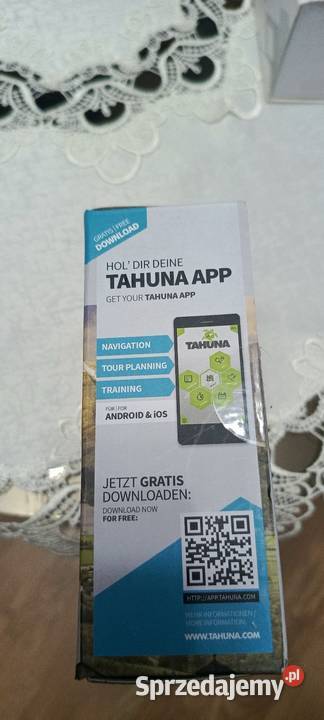 GRATIS | FREE
DOWNLOAD
HOL' DIR DEINE
TAHUNA APP
GET YOUR TAHUNA APP
NAVIGATION
TOUR PLANNING
TRAINING
FÜR | FOR
ANDROID & iOS
TAHUNA
JETZT GRATIS
DOWNLOADEN:
DOWNLOAD NOW
FOR FREE:
HTTP://APP.TAHUNA.COM
MEHR INFORMATIONEN /
MORE INFORMATION:
WWW.TAHUNA.COM
Sprzedajemy.pl